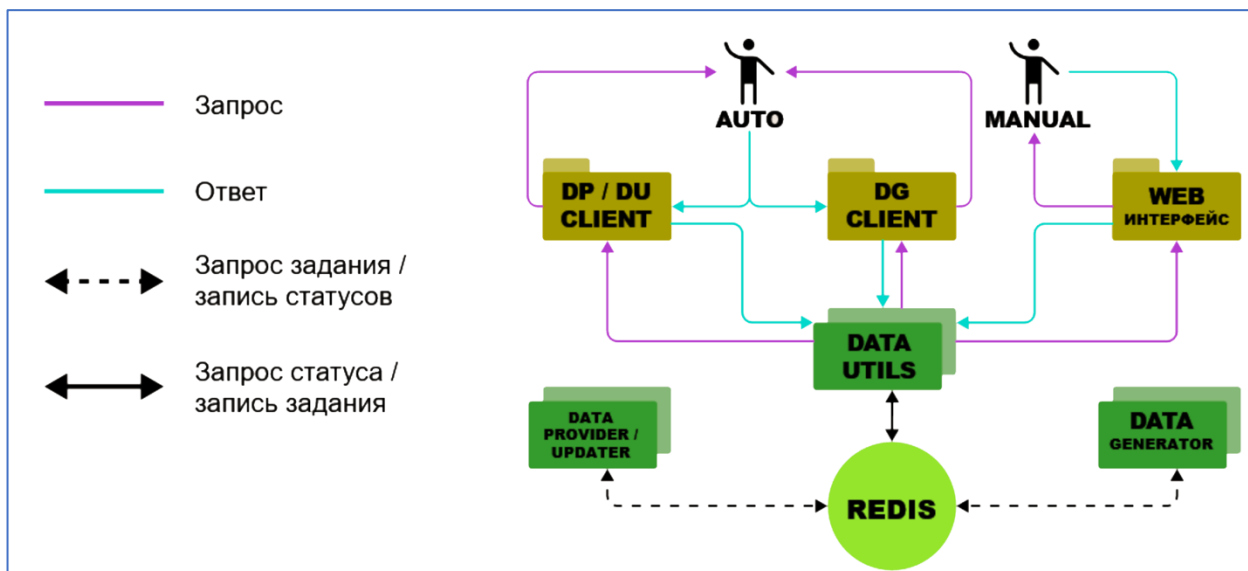 Запрос
Ответ
Запрос задания /
запись статусов
Запрос статуса /
запись задания
AUTO
MANUAL
DP / DU
CLIENT
DG
CLIENT
WEB
ИНТЕРФЕЙС
DATA
UTILS
DATA
PROVIDER /
UPDATER
DATA
GENERATOR
REDIS